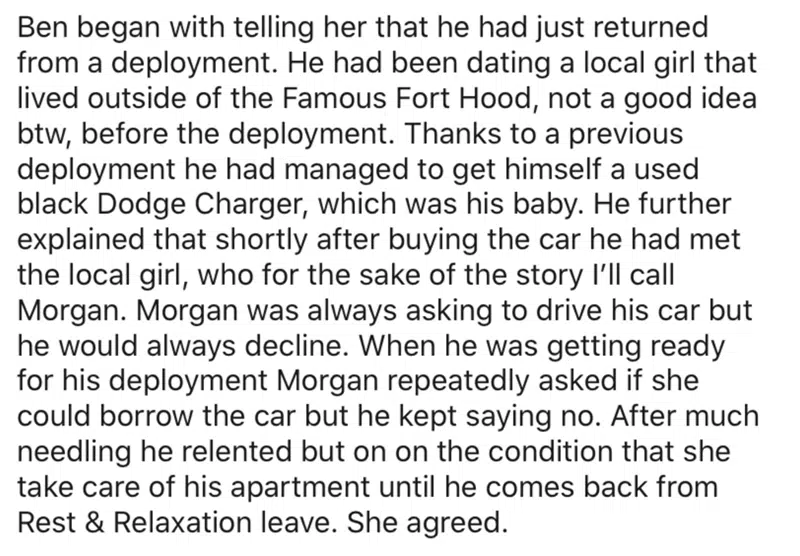 Ben began with telling her that he had just returned
from a deployment. He had been dating a local girl that
lived outside of the Famous Fort Hood, not a good idea
btw, before the deployment. Thanks to a previous
deployment he had managed to get himself a used
black Dodge Charger, which was his baby. He further
explained that shortly after buying the car he had met
the local girl, who for the sake of the story I’ll call
Morgan. Morgan was always asking to drive his car but
he would always decline. When he was getting ready
for his deployment Morgan repeatedly asked if she
could borrow the car but he kept saying no. After much
needling he relented but on on the condition that she
take care of his apartment until he comes back from
Rest & Relaxation leave. She agreed.